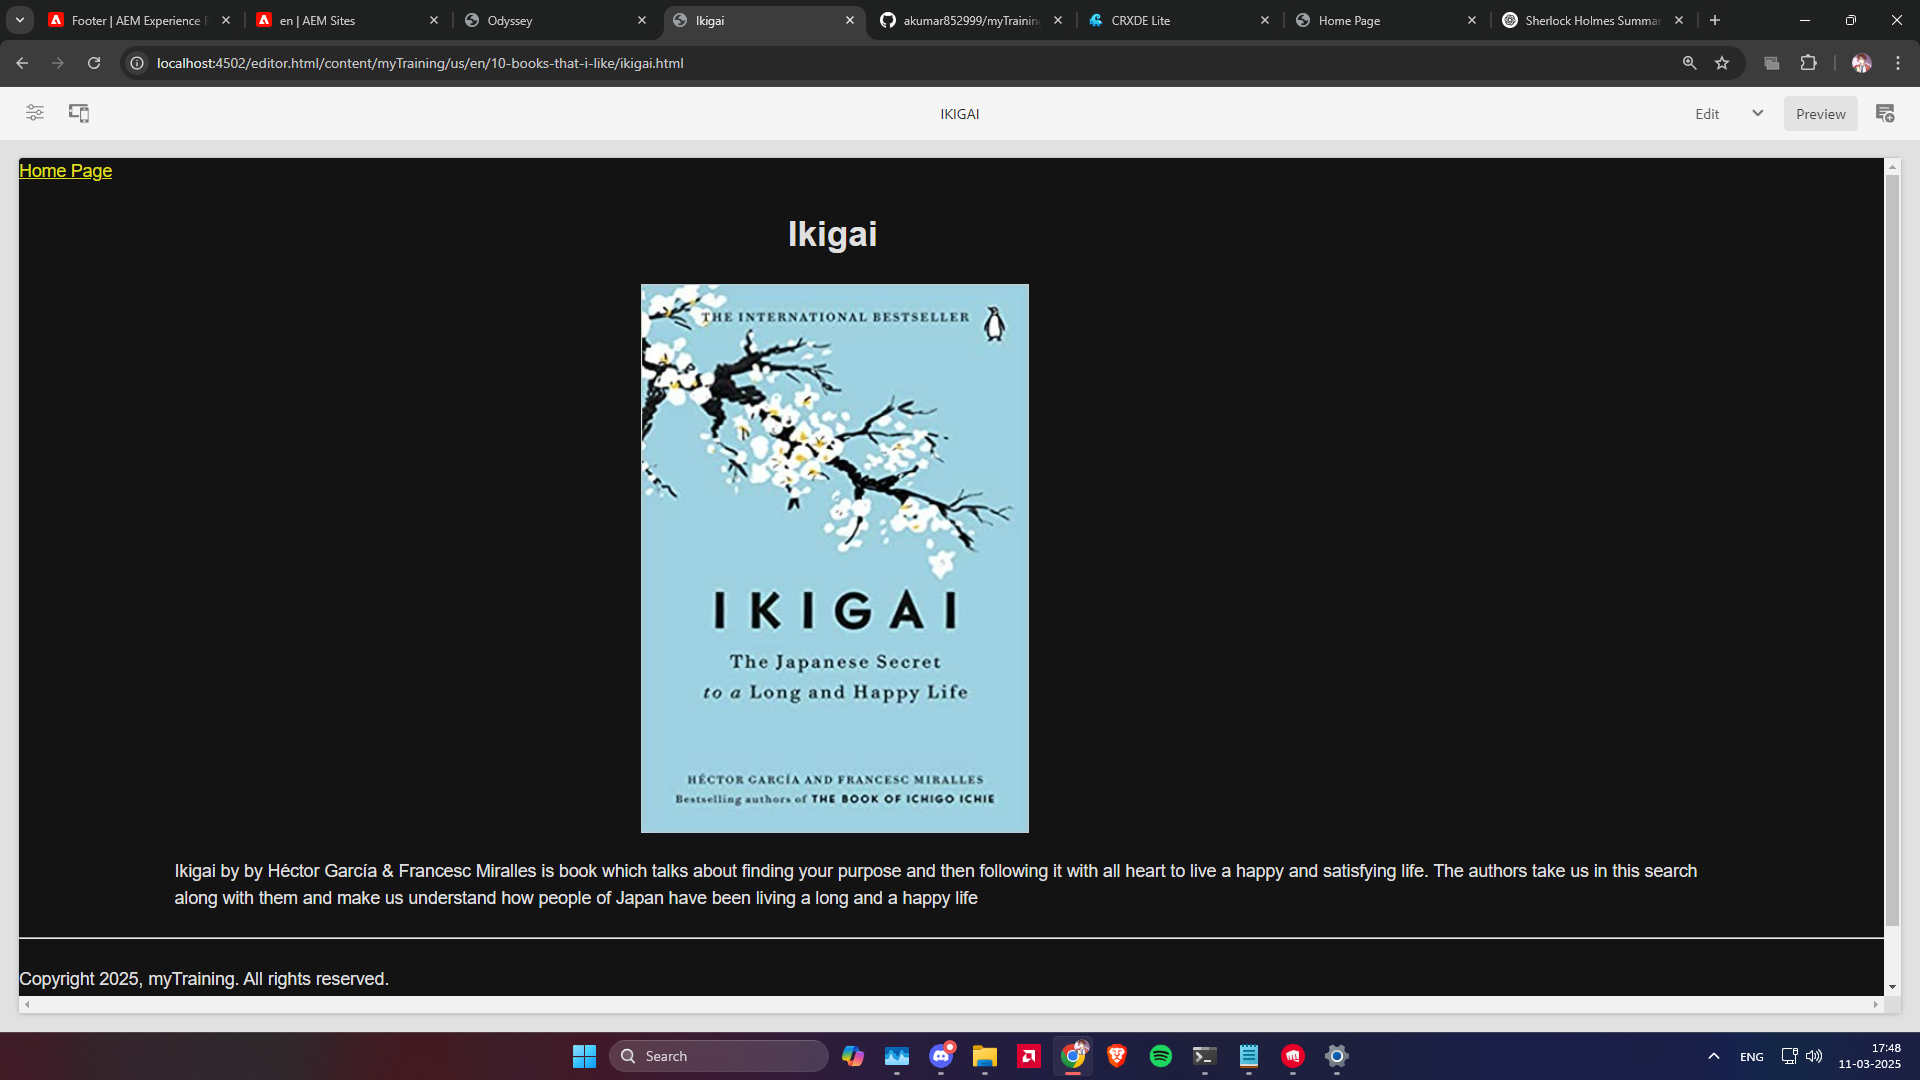 Footer | AEM Experience F
en | AEM Sites
Odyssey
Ikigai
akumar852999/myTraining
CRXDE Lite
Home Page
Sherlock Holmes Summar
localhost:4502/editor.html/content/myTraining/us/en/10-books-that-i-like/ikigai.html
IKIGAI
Edit
Preview
Home Page
Ikigai
THE INTERNATIONAL BESTSELLER
IKIGAI
The Japanese Secret
to a Long and Happy Life
HÉCTOR GARCÍA AND FRANCESC MIRALLES
Bestselling authors of THE BOOK OF ICHIGO ICHIE
Ikigai by by Héctor García & Francesc Miralles is book which talks about finding your purpose and then following it with all heart to live a happy and satisfying life. The authors take us in this search
along with them and make us understand how people of Japan have been living a long and a happy life
Copyright 2025, myTraining. All rights reserved.
Search
ENG
17:48
11-03-2025